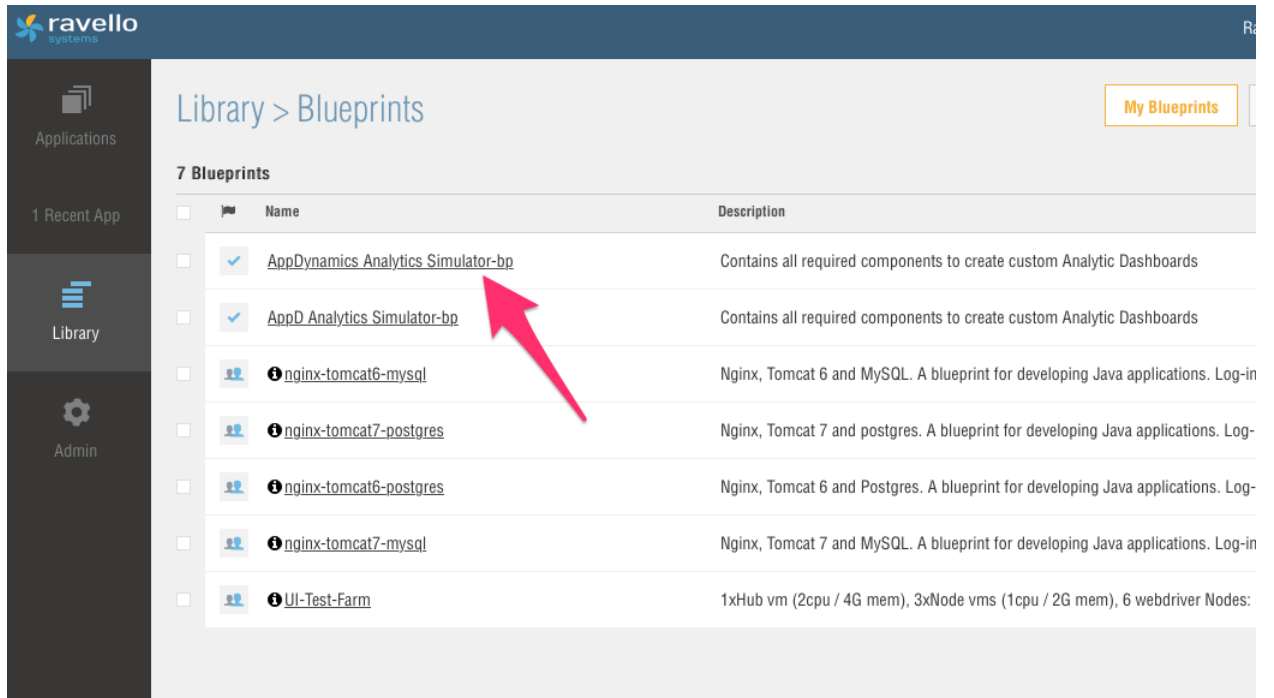 ravello
systems
Applications
1 Recent App
Library
Admin
Library > Blueprints
My Blueprints
7 Blueprints
Name Description
AppDynamics Analytics Simulator-bp Contains all required components to create custom Analytic Dashboards
AppD Analytics Simulator-bp Contains all required components to create custom Analytic Dashboards
nginx-tomcat6-mysql Nginx, Tomcat 6 and MySQL. A blueprint for developing Java applications. Log-in
nginx-tomcat7-postgres Nginx, Tomcat 7 and postgres. A blueprint for developing Java applications. Log-
nginx-tomcat6-postgres Nginx, Tomcat 6 and Postgres. A blueprint for developing Java applications. Log-
nginx-tomcat7-mysql Nginx, Tomcat 7 and MySQL. A blueprint for developing Java applications. Log-in
UI-Test-Farm 1xHub vm (2cpu / 4G mem), 3xNode vms (1cpu / 2G mem), 6 webdriver Nodes: